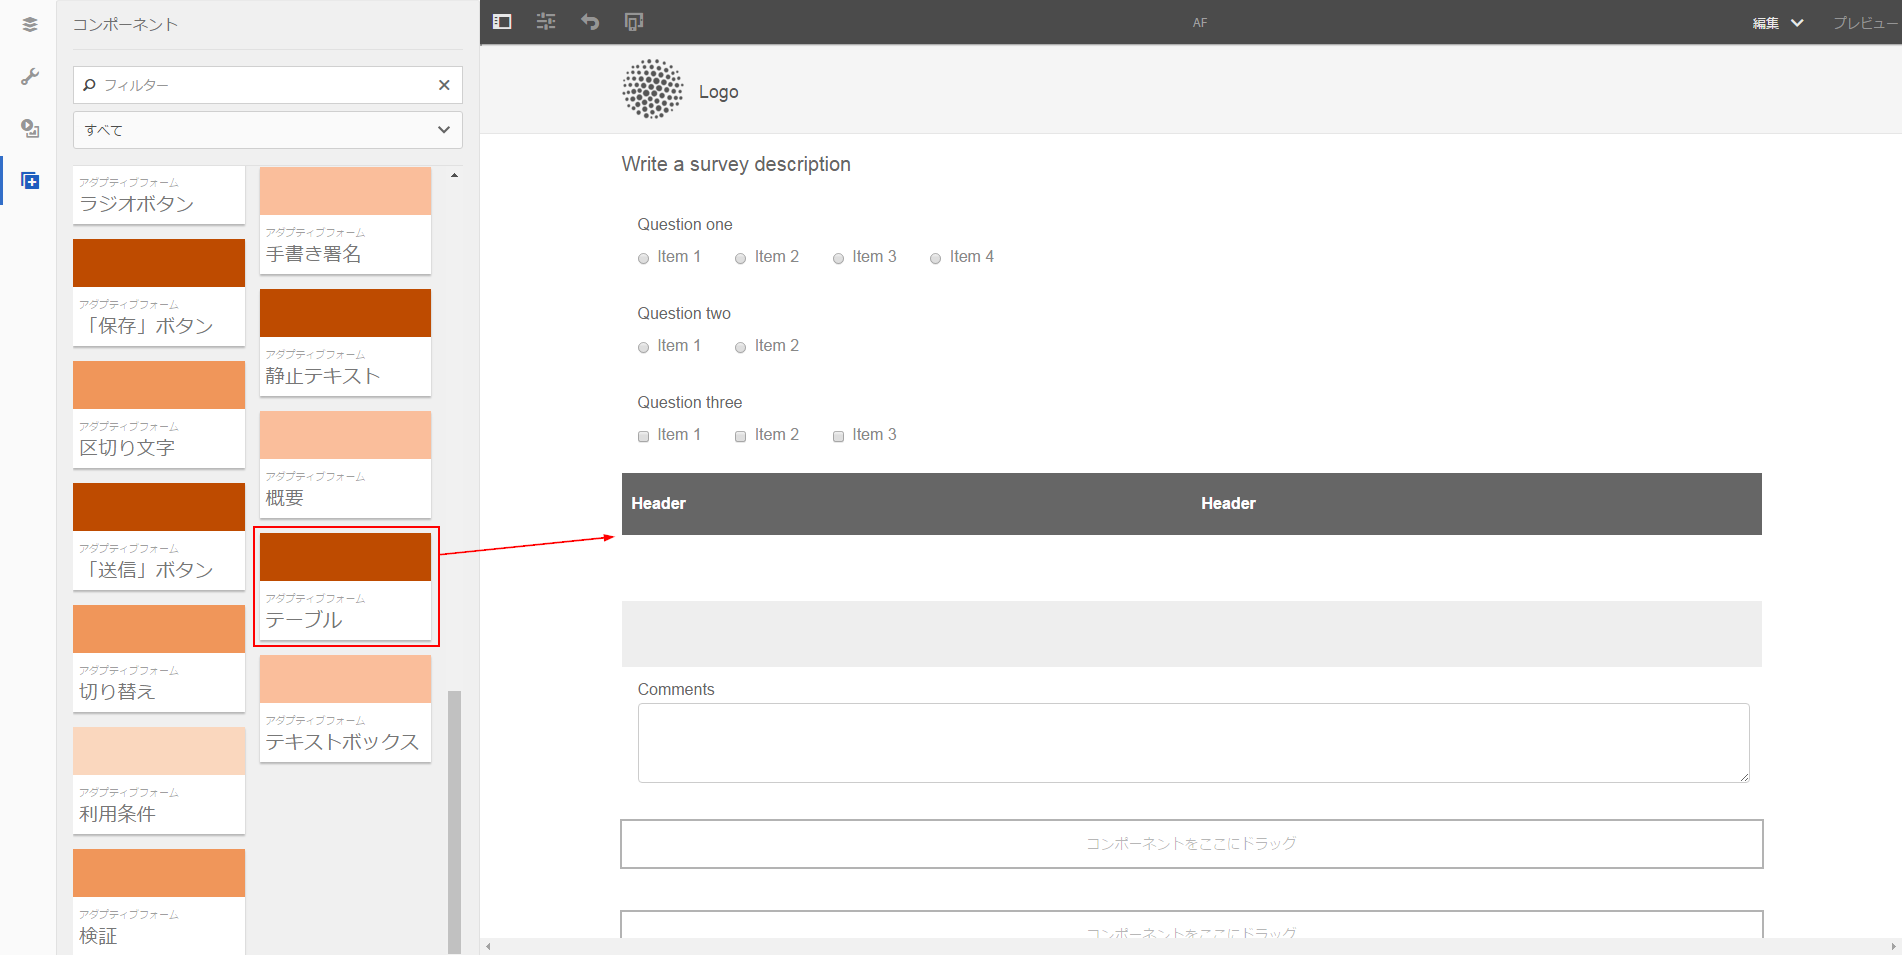 コンポーネント
フィルター
すべて
アダプティブフォーム
ラジオボタン
アダプティブフォーム
「保存」ボタン
アダプティブフォーム
区切り文字
アダプティブフォーム
「送信」ボタン
アダプティブフォーム
切り替え
アダプティブフォーム
利用条件
アダプティブフォーム
検証
アダプティブフォーム
手書き署名
アダプティブフォーム
静止テキスト
アダプティブフォーム
概要
アダプティブフォーム
テーブル
アダプティブフォーム
テキストボックス
AF
編集
プレビュー
Logo
Write a survey description
Question one
Item 1 Item 2 Item 3 Item 4
Question two
Item 1 Item 2
Question three
Item 1 Item 2 Item 3
Header Header
Comments
コンポーネントをここにドラッグ
コンポーネントをここにドラッグ